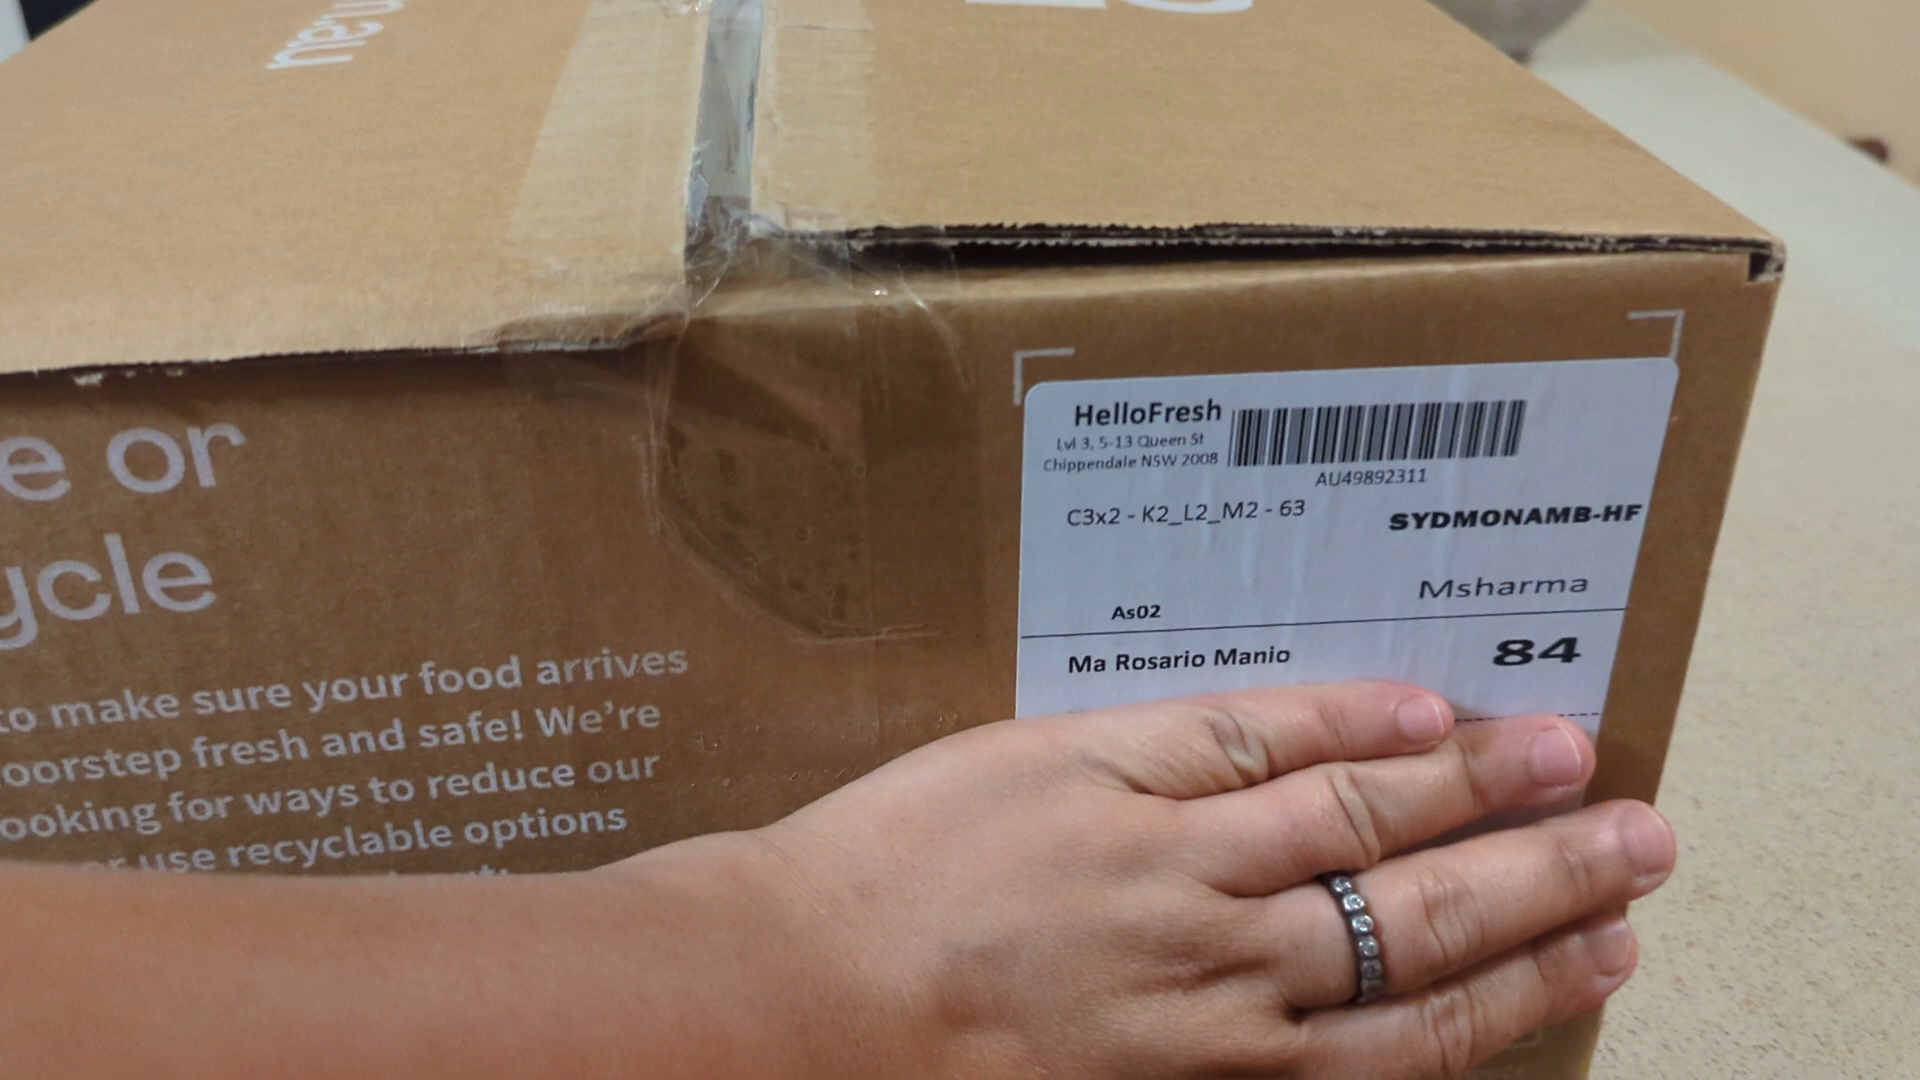 new
e or
ycle
to make sure your food arrives
oorstep fresh and safe! We're
ooking for ways to reduce our
or use recyclable options
HelloFresh
Lvl 3, 5-13 Queen St
Chippendale NSW 2008
AU49892311
C3x2 - K2_L2_M2 - 63
SYDMONAMB-HF
Msharma
As02
Ma Rosario Manio
84